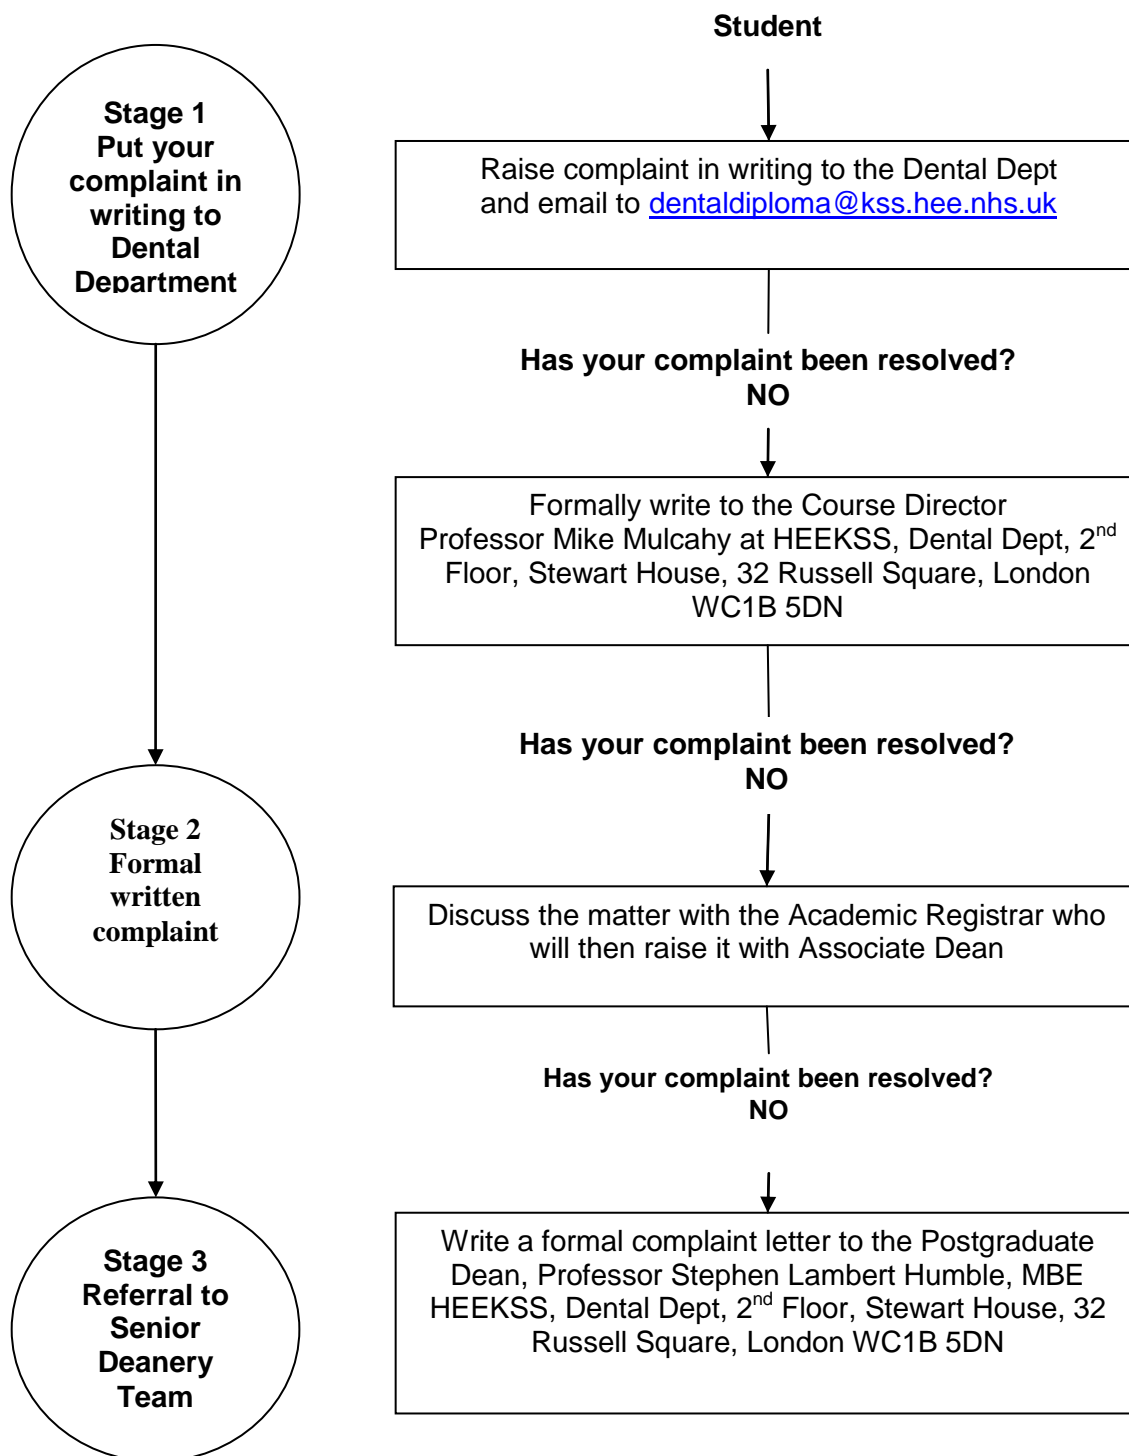 Student
Stage 1
Put your
complaint in
writing to
Dental
Department
Raise complaint in writing to the Dental Dept
and email to dentaldiploma@kss.hee.nhs.uk
Has your complaint been resolved?
NO
Formally write to the Course Director
Professor Mike Mulcahy at HEEKSS, Dental Dept, 2nd
Floor, Stewart House, 32 Russell Square, London
WC1B 5DN
Has your complaint been resolved?
NO
Stage 2
Formal
written
complaint
Discuss the matter with the Academic Registrar who
will then raise it with Associate Dean
Has your complaint been resolved?
NO
Stage 3
Referral to
Senior
Deanery
Team
Write a formal complaint letter to the Postgraduate
Dean, Professor Stephen Lambert Humble, MBE
HEEKSS, Dental Dept, 2nd Floor, Stewart House, 32
Russell Square, London WC1B 5DN